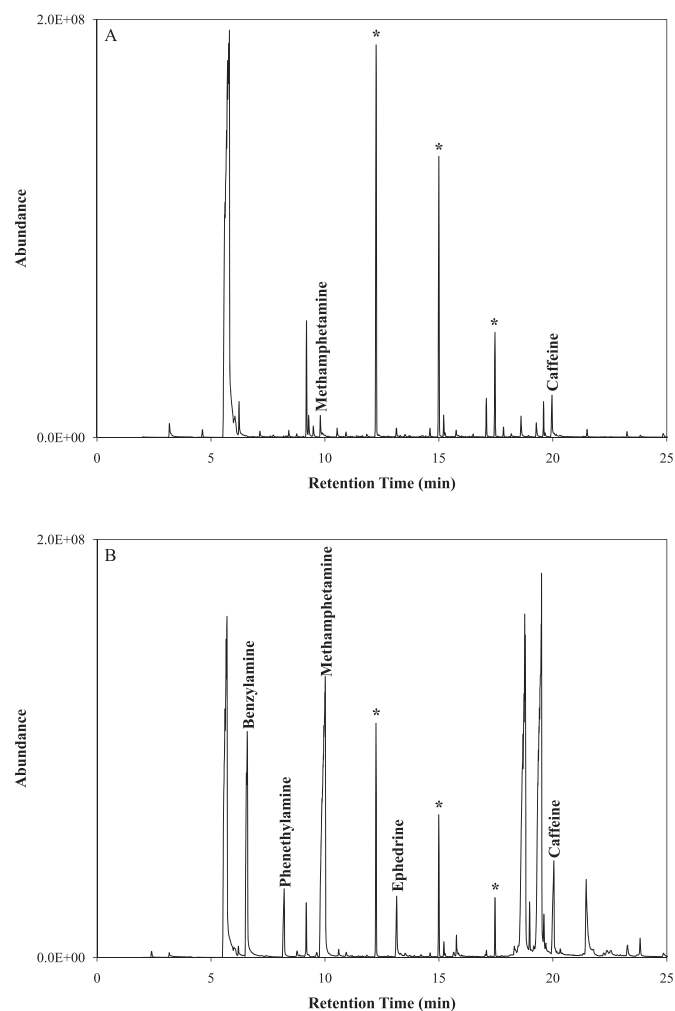 2.0E+08
A
*
*
Methamphetamine
*
Caffeine
Abundance
0.0E+00
0 5 10 15 20 25
Retention Time (min)
2.0E+08
B
Methamphetamine
Benzylamine
*
Phenethylamine
*
Ephedrine
Caffeine
*
Abundance
0.0E+00
0 5 10 15 20 25
Retention Time (min)